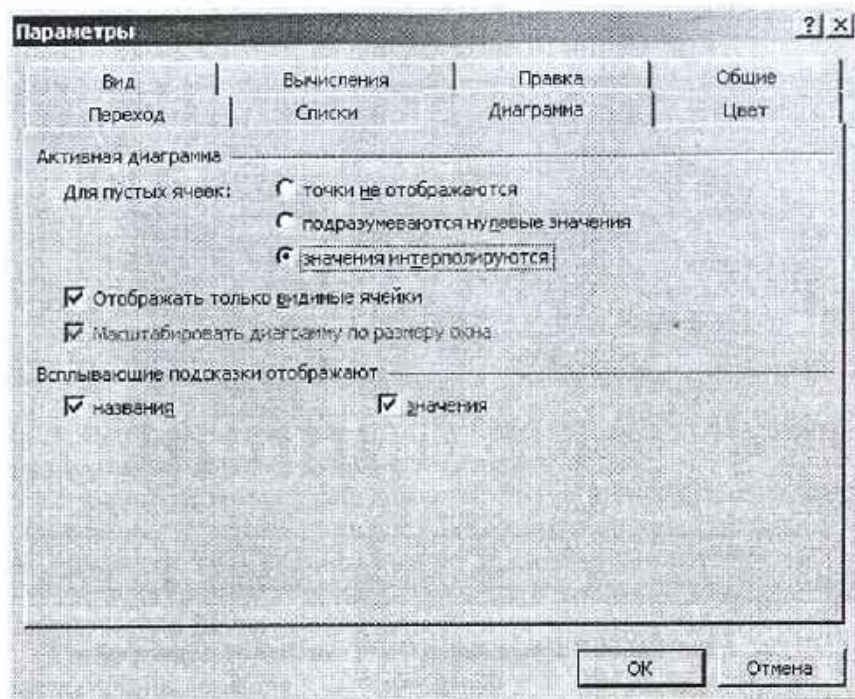 Параметры ? ×
Вид Вычисления Правка Общие
Переход Списки Диаграмма Цвет
Активная диаграмма
Для пустых ячеек: точки не отображаются
подразумеваются нулевые значения
значения интерполируются
Отображать только видимые ячейки
Масштабировать диаграмму по размеру окна
Всплывающие подсказки отображают
названия значения
ОК Отмена